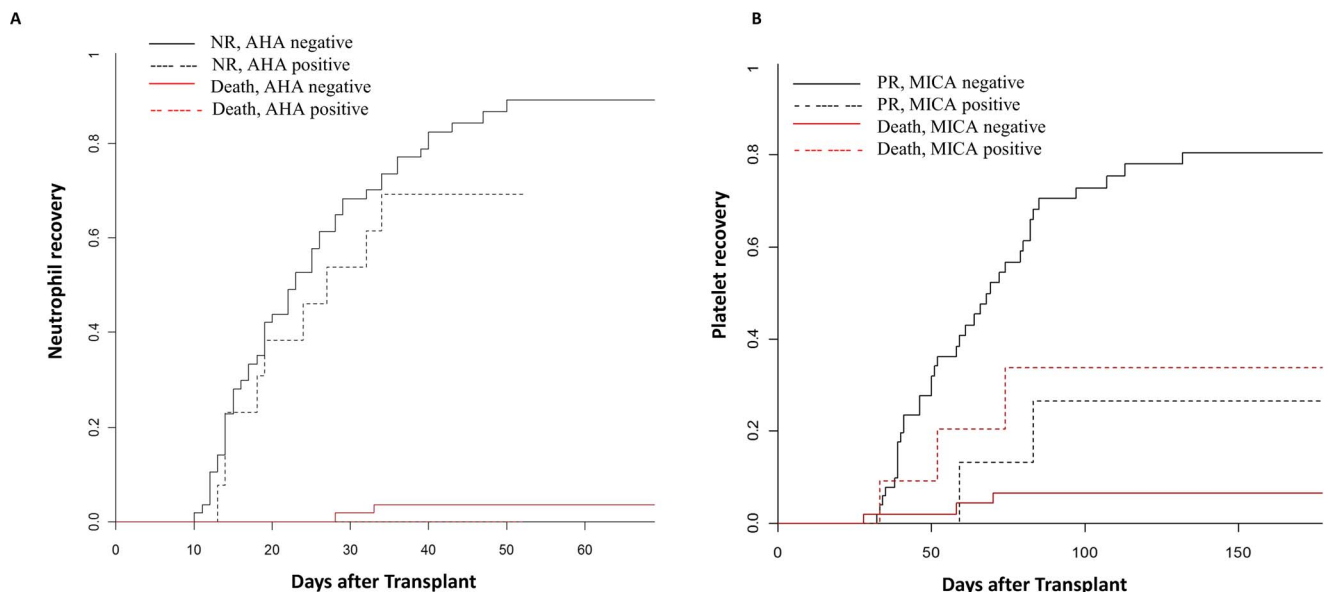 A
NR, AHA negative
NR, AHA positive
Death, AHA negative
Death, AHA positive
Neutrophil recovery
0.0
0.2
0.4
0.6
0.8
1
0 10 20 30 40 50 60
Days after Transplant
B
PR, MICA negative
PR, MICA positive
Death, MICA negative
Death, MICA positive
Platelet recovery
0.0
0.2
0.4
0.6
0.8
1
0 50 100 150
Days after Transplant